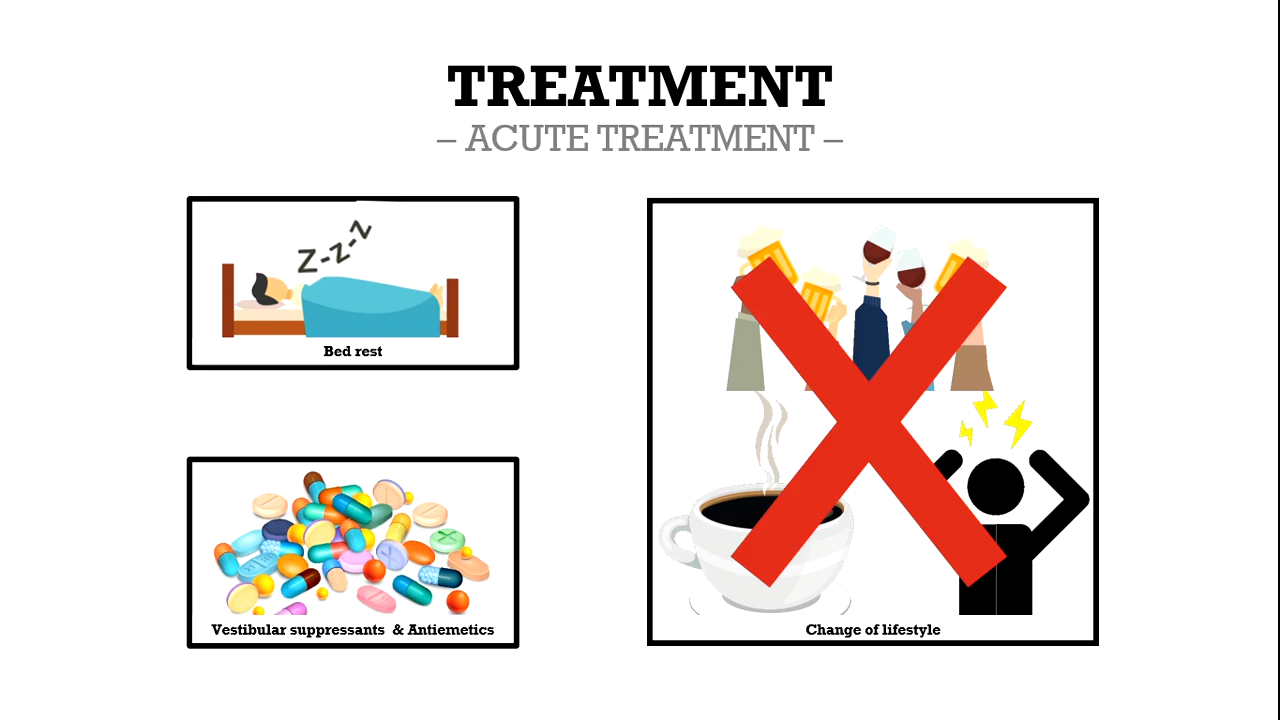 TREATMENT
– ACUTE TREATMENT –
Z-Z-Z
Bed rest
Vestibular suppressants & Antiemetics
Change of lifestyle